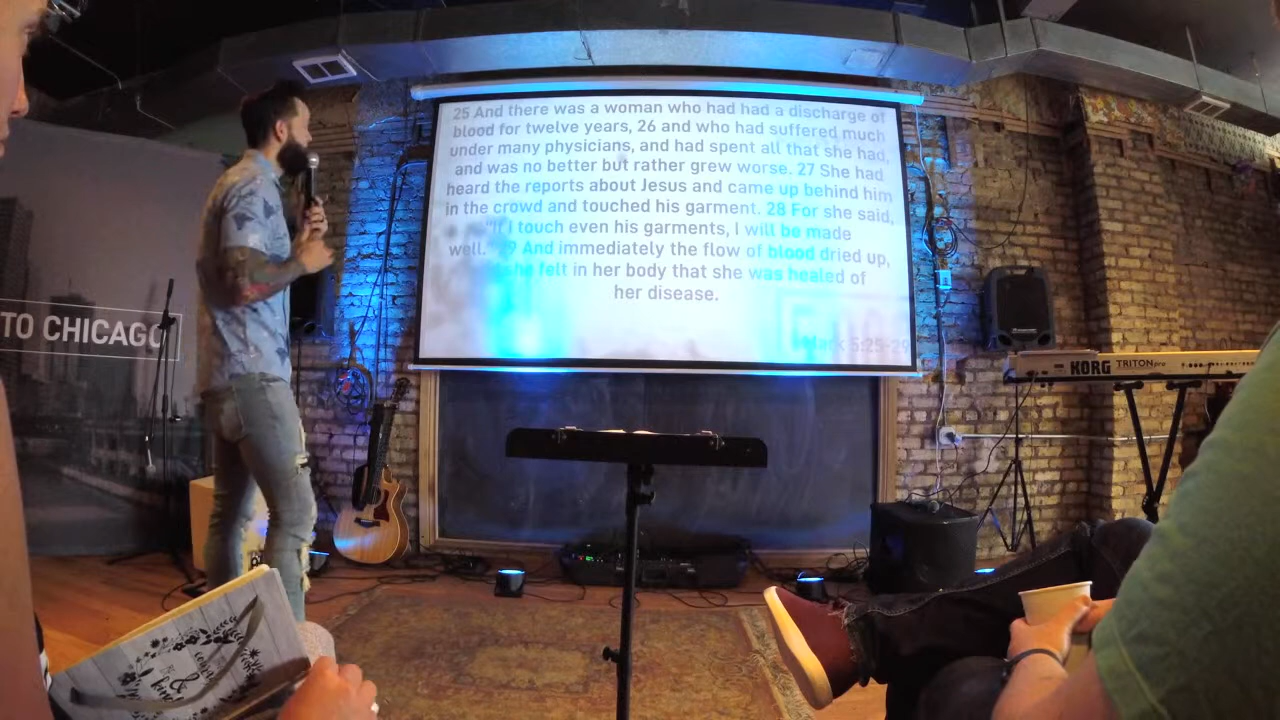 25 And there was a woman who had had a discharge of
blood for twelve years, 26 and who had suffered much
under many physicians, and had spent all that she had,
and was no better but rather grew worse. 27 She had
heard the reports about Jesus and came up behind him
in the crowd and touched his garment. 28 For she said,
"If I touch even his garments, I will be made
well." 29 And immediately the flow of blood dried up,
she felt in her body that she was healed of
her disease.
Mark 5:25-29
TO CHICAGO
KORG TRITON
&